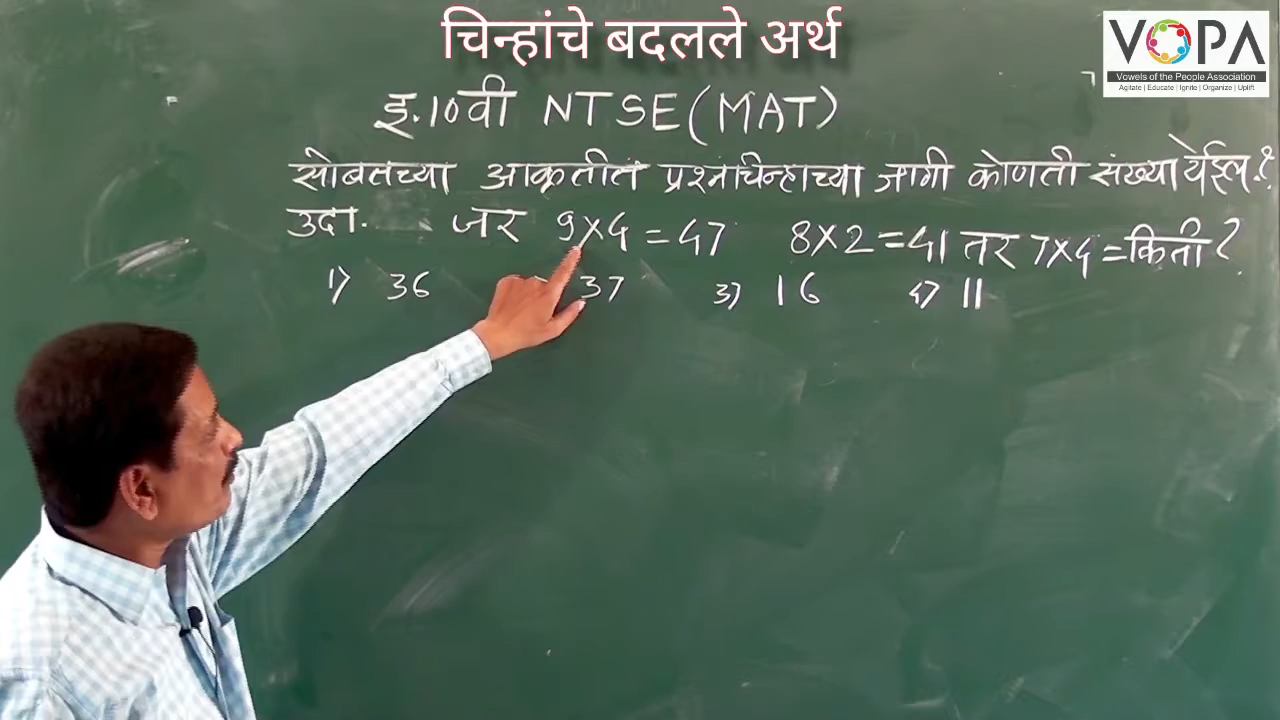 चिन्हांचे बदलले अर्थ
VOPA
Vowels of the People Association
Agitate | Educate | Ignite | Organize | Uplift
इ.10वी NTSE (MAT)
सोबतच्या आकृतीत प्रश्नचिन्हाच्या जागी कोणती संख्या येईल.?
उदा. जर 9×4=47 8×2=41 तर 7×4=किती?
1) 36 37 3) 16 4) 11